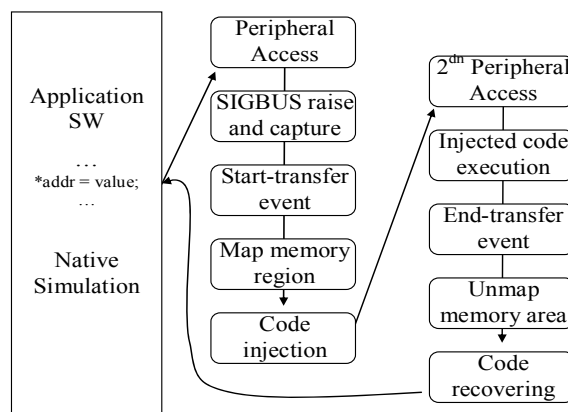 Application
SW
...
*addr = value;
...
Native
Simulation
Peripheral
Access
SIGBUS raise
and capture
Start-transfer
event
Map memory
region
Code
injection
2dn Peripheral
Access
Injected code
execution
End-transfer
event
Unmap
memory area
Code
recovering